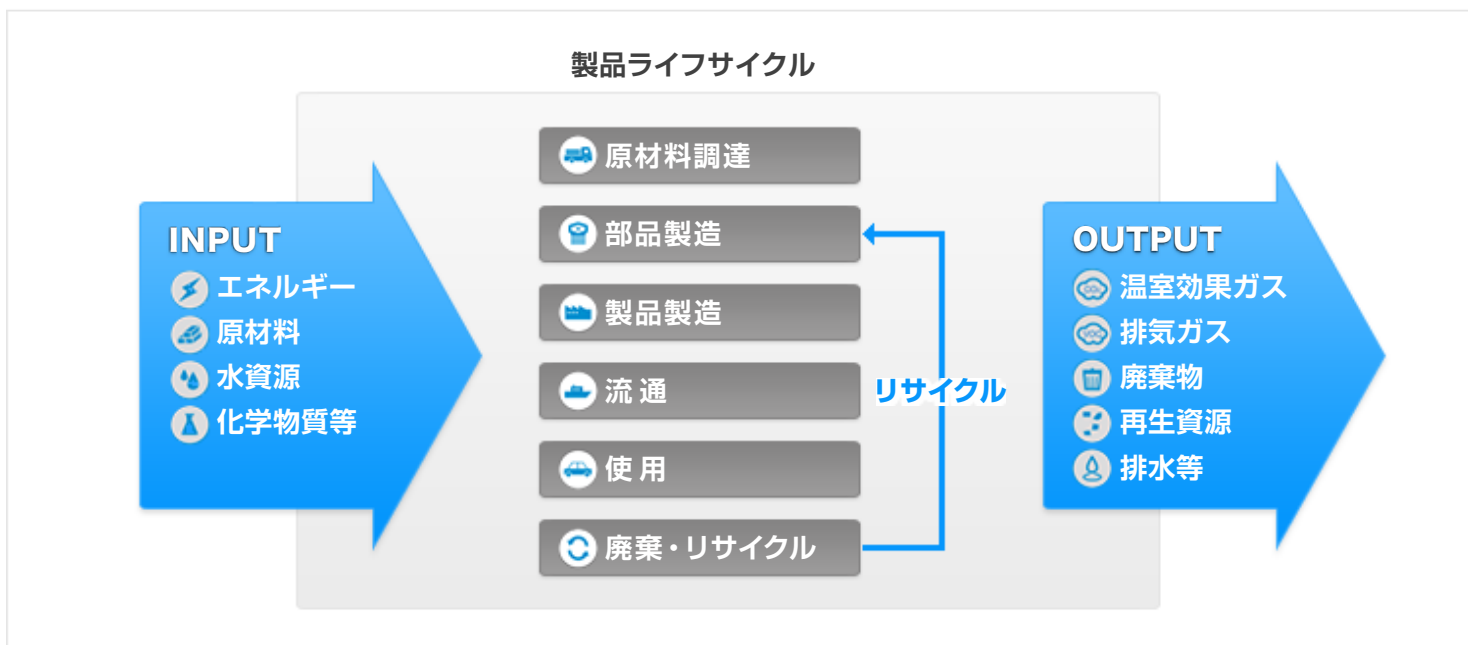 製品ライフサイクル
INPUT
エネルギー
原材料
水資源
化学物質等
原材料調達
部品製造
製品製造
流通
使用
廃棄・リサイクル
リサイクル
OUTPUT
温室効果ガス
CO₂
排気ガス
VOC
廃棄物
再生資源
排水等